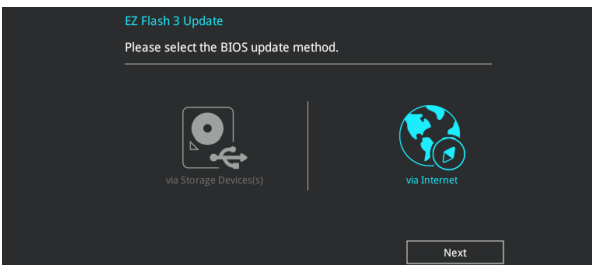 EZ Flash 3 Update
Please select the BIOS update method.
via Storage Devices(s)
via Internet
Next